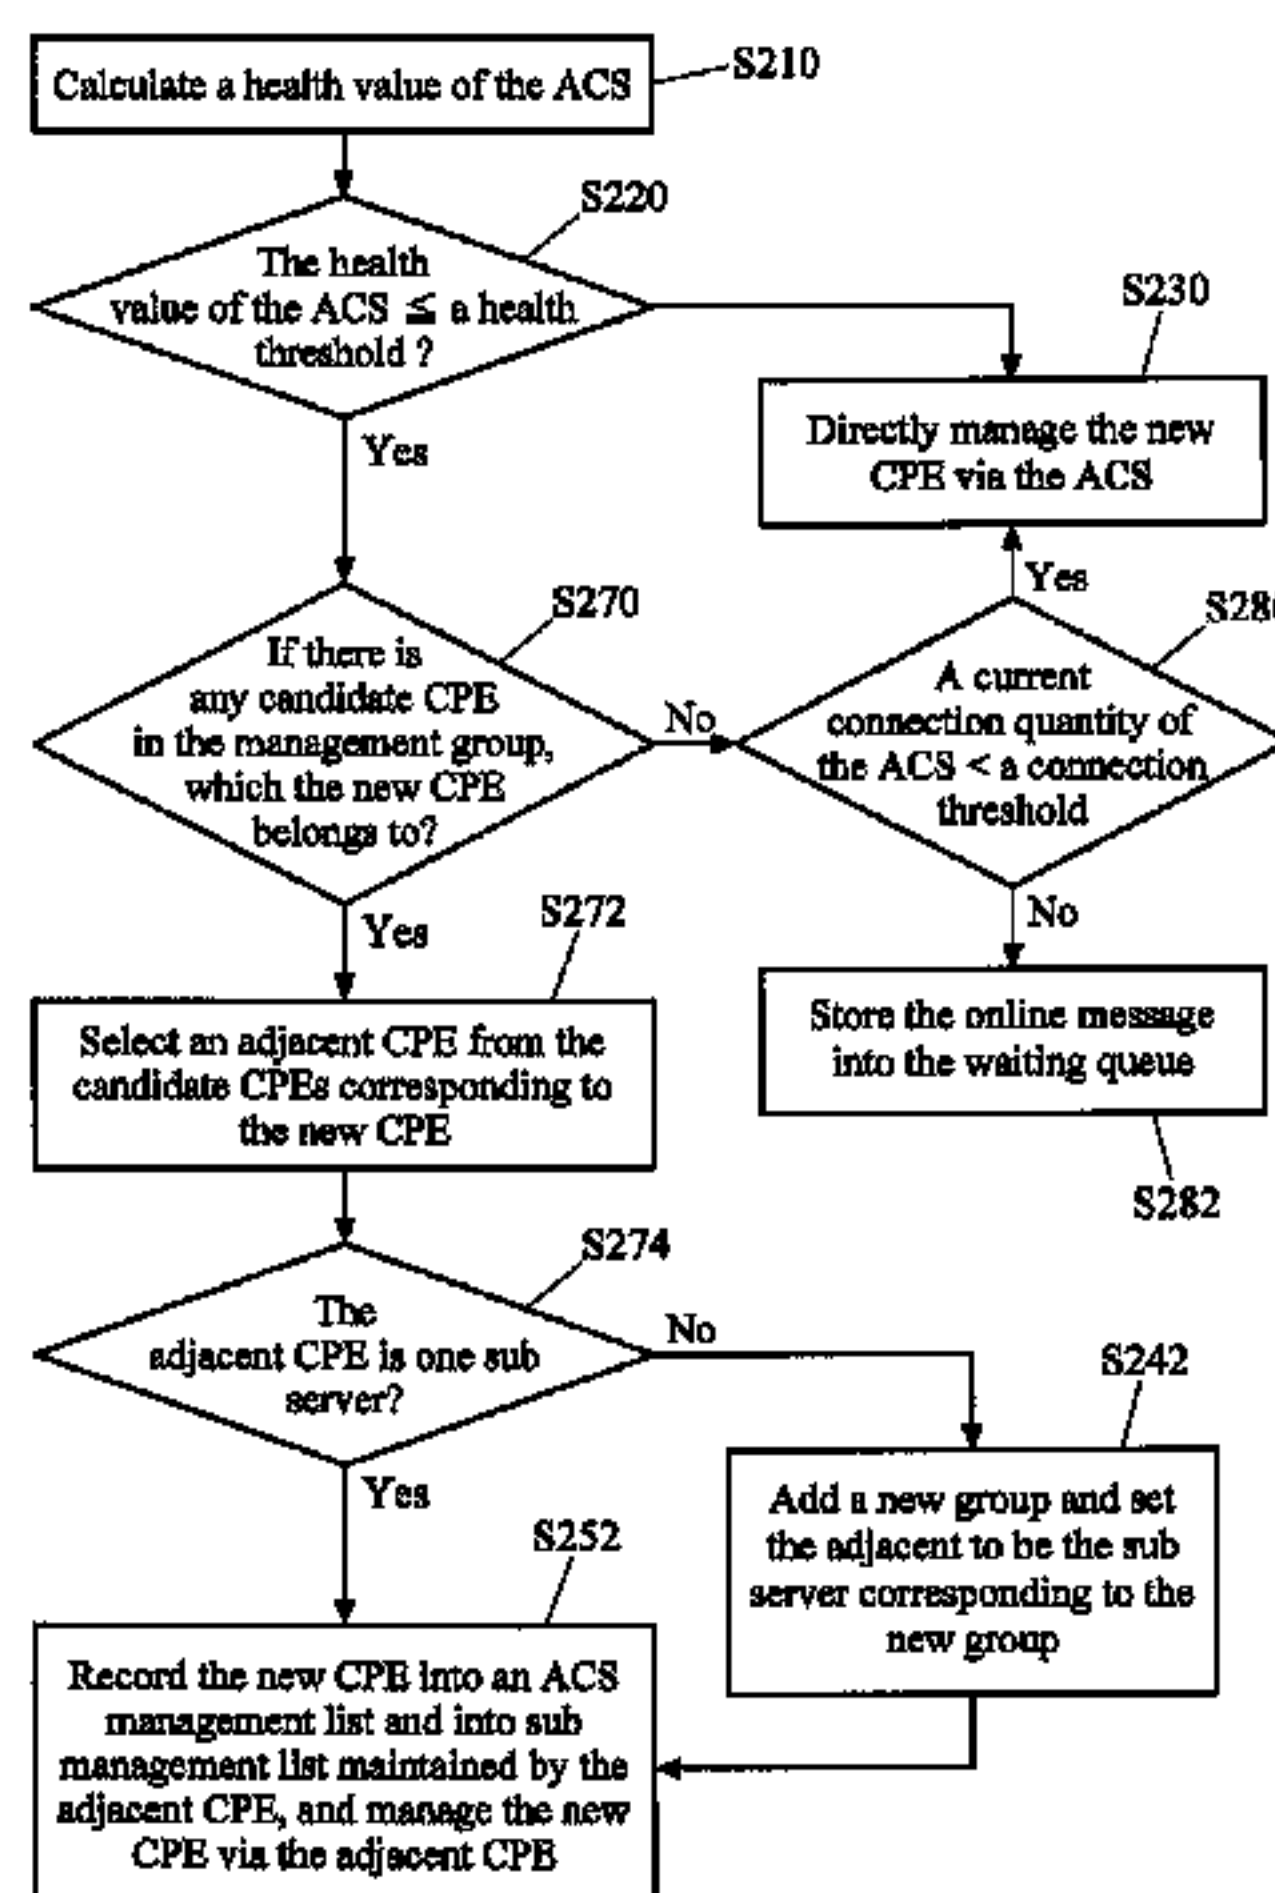 Calculate a health value of the ACS
S210
S220
The health
value of the ACS ≦ a health
threshold ?
Yes
S230
Directly manage the new
CPE via the ACS
Yes
S270
If there is
any candidate CPE
in the management group,
which the new CPE
belongs to?
No
A current
connection quantity of
the ACS < a connection
threshold
No
Yes
S272
Select an adjacent CPE from the
candidate CPEs corresponding to
the new CPE
Store the online message
into the waiting queue
S282
S274
The
adjacent CPE is one sub
server?
No
Yes
S242
Add a new group and set
the adjacent to be the sub
server corresponding to the
new group
S252
Record the new CPE into an ACS
management list and into sub
management list maintained by the
adjacent CPE, and manage the new
CPE via the adjacent CPE